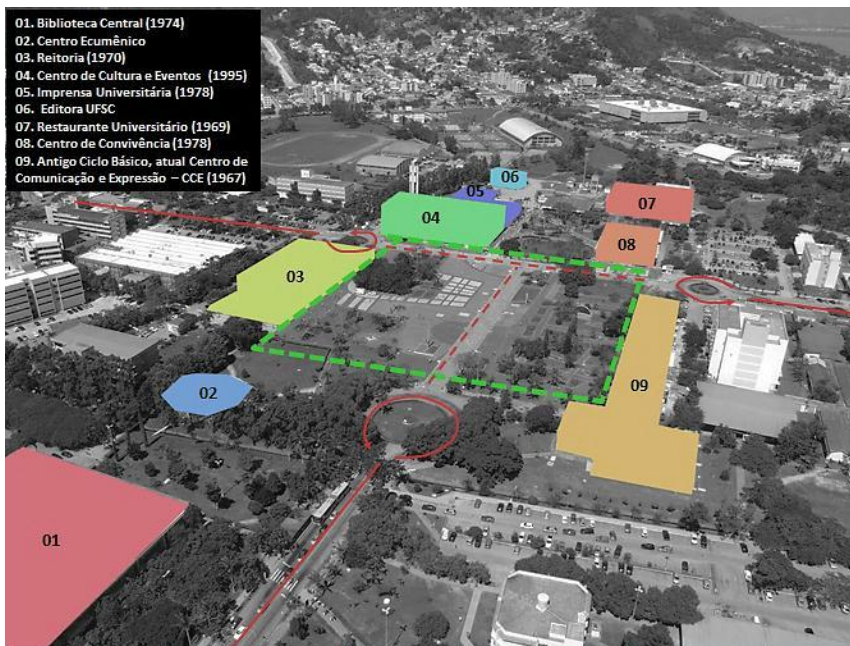 01. Biblioteca Central (1974)
02. Centro Ecumênico
03. Reitoria (1970)
04. Centro de Cultura e Eventos (1995)
05. Imprensa Universitária (1978)
06. Editora UFSC
07. Restaurante Universitário (1969)
08. Centro de Convivência (1978)
09. Antigo Ciclo Básico, atual Centro de
Comunicação e Expressão – CCE (1967)
06
05
07
04
08
03
09
02
01